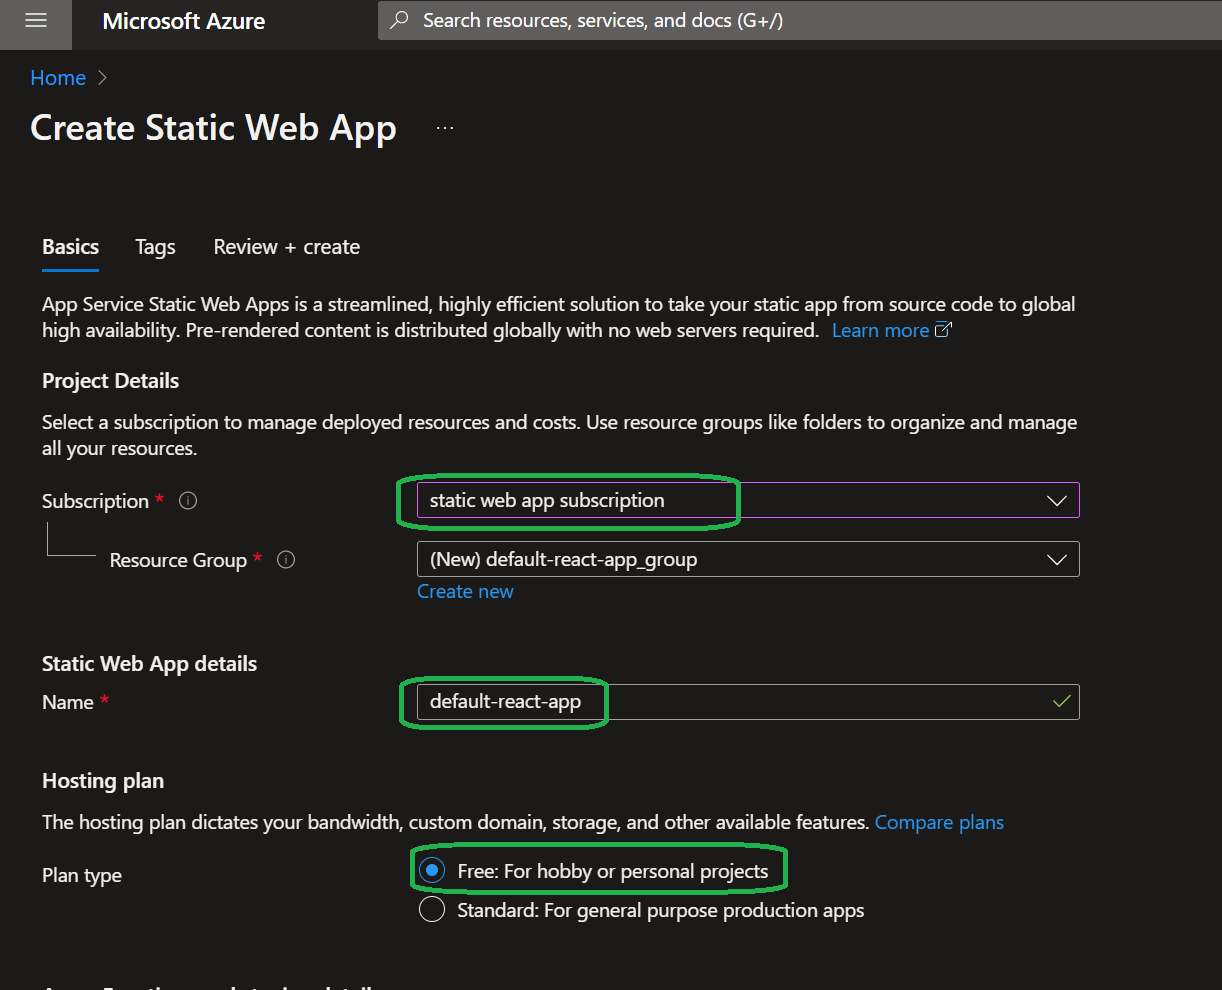 Microsoft Azure
Search resources, services, and docs (G+/)
Home
Create Static Web App
...
Basics Tags Review + create
App Service Static Web Apps is a streamlined, highly efficient solution to take your static app from source code to global
high availability. Pre-rendered content is distributed globally with no web servers required. Learn more
Project Details
Select a subscription to manage deployed resources and costs. Use resource groups like folders to organize and manage
all your resources.
Subscription *
static web app subscription
Resource Group *
(New) default-react-app_group
Create new
Static Web App details
Name *
default-react-app
Hosting plan
The hosting plan dictates your bandwidth, custom domain, storage, and other available features. Compare plans
Plan type
Free: For hobby or personal projects
Standard: For general purpose production apps